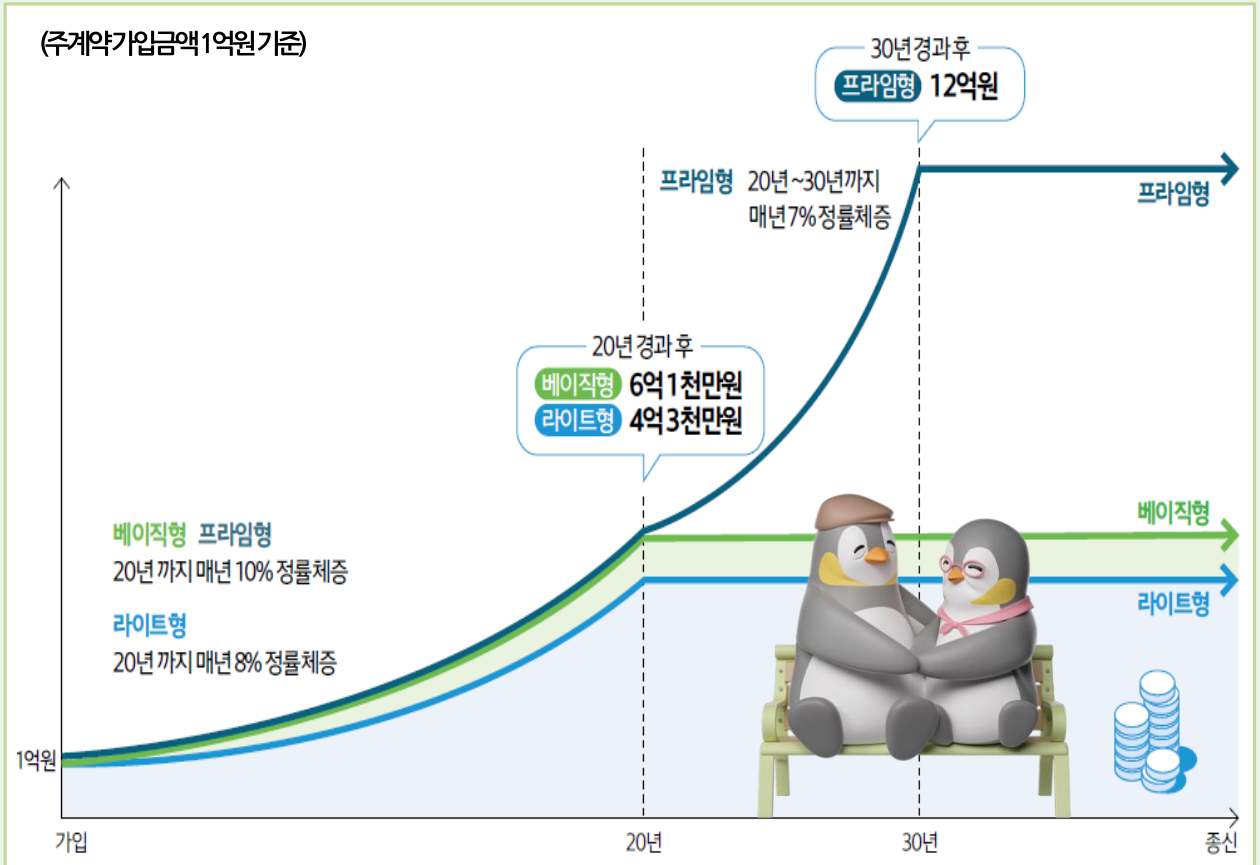 (주계약 가입금액 1억원 기준)
30년 경과 후
프라임형 12억원
프라임형 20년~30년까지
매년 7% 정률체증
프라임형
20년 경과 후
베이직형 6억 1천만원
라이트형 4억 3천만원
베이직형 프라임형
20년 까지 매년 10% 정률체증
라이트형
20년 까지 매년 8% 정률체증
베이직형
라이트형
1억원
가입
20년
30년
종신